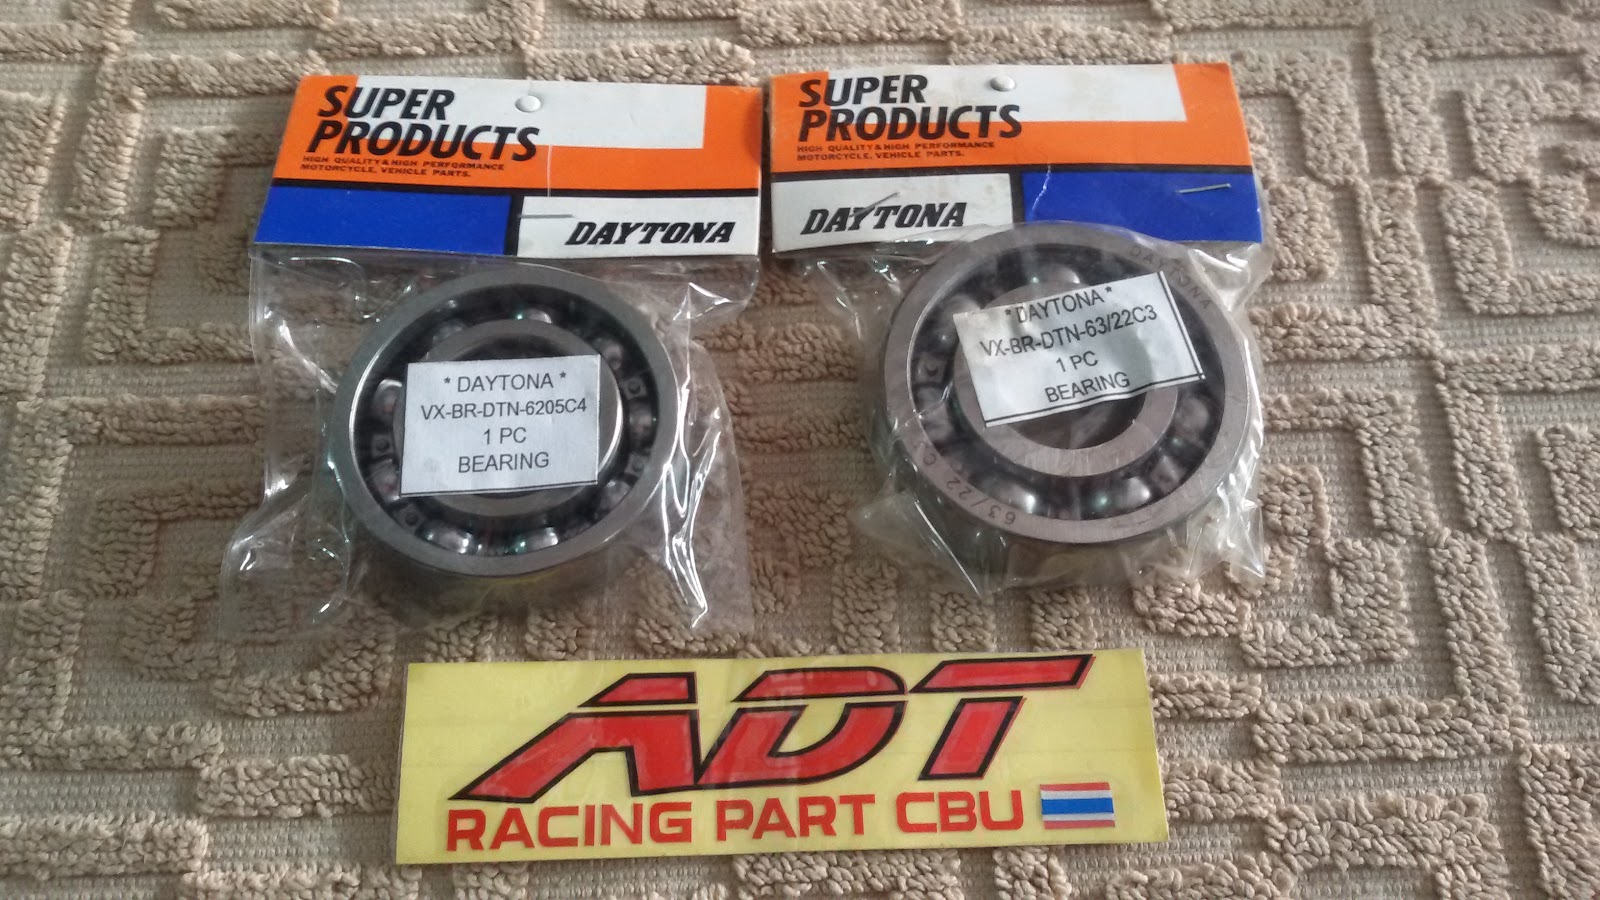 SUPER
PRODUCTS
HIGH QUALITY & HIGH PERFORMANCE
MOTORCYCLE, VEHICLE PARTS.
DAYTONA
* DAYTONA *
VX-BR-DTN-6205C4
1 PC
BEARING
SUPER
PRODUCTS
HIGH QUALITY & HIGH PERFORMANCE
MOTORCYCLE, VEHICLE PARTS.
DAYTONA
DAYTONA
* DAYTONA *
VX-BR-DTN-63/22C3
1 PC
BEARING
63/22
ADT
RACING PART CBU